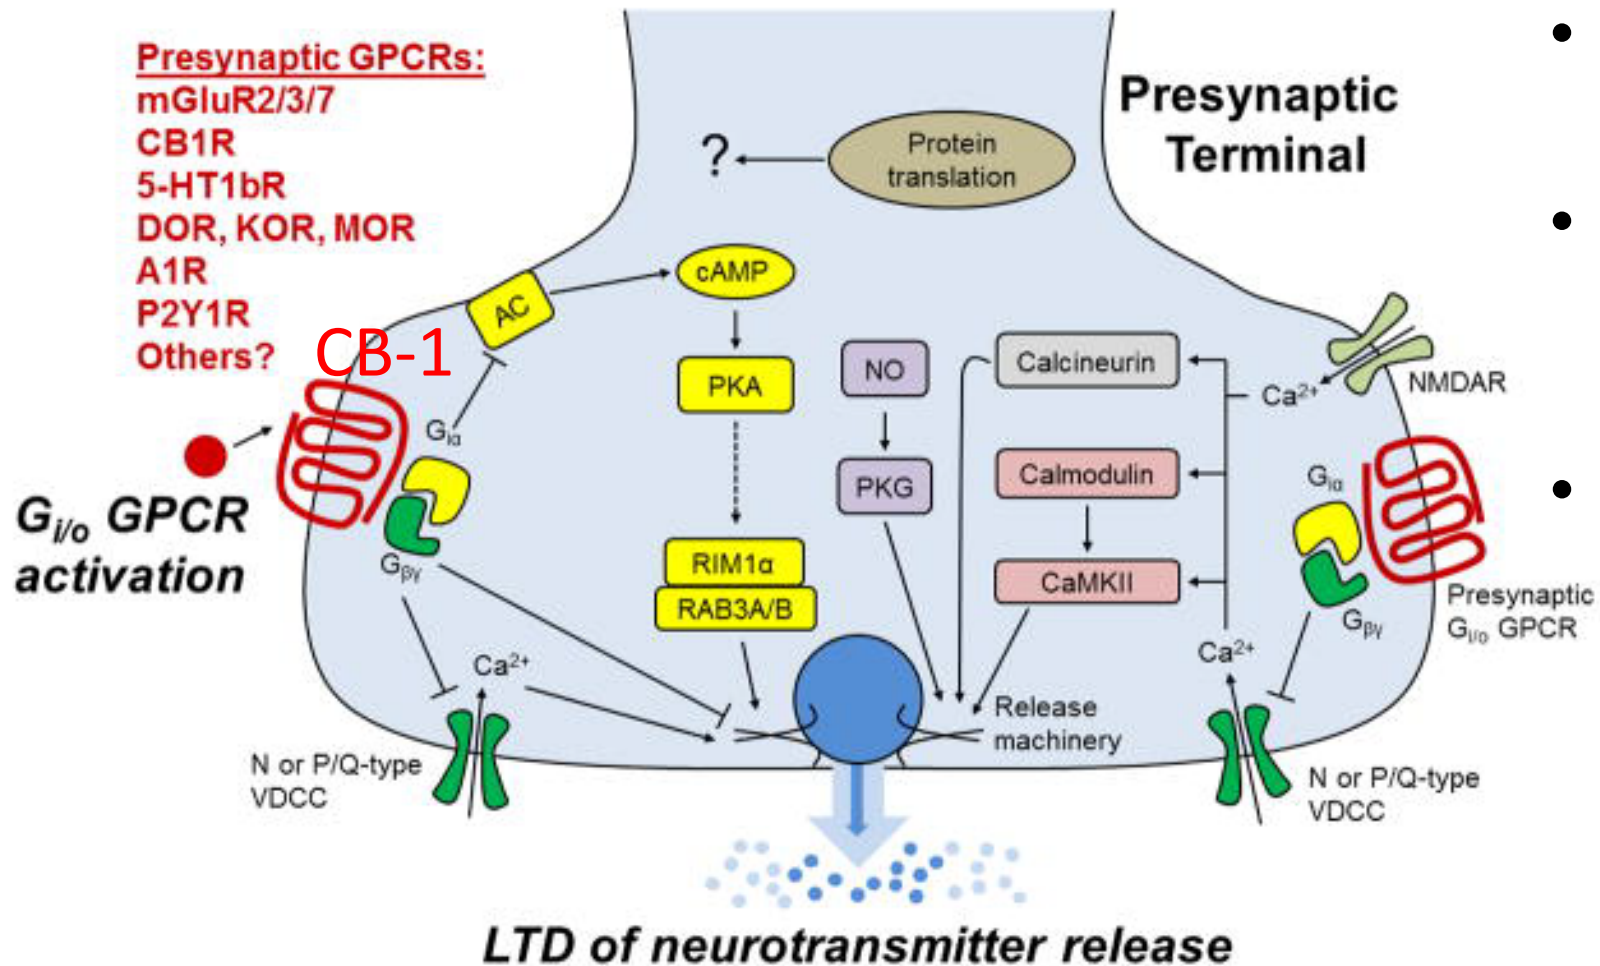 Presynaptic GPCRs:
mGluR2/3/7
CB1R
5-HT1bR
DOR, KOR, MOR
A1R
P2Y1R
Others?
CB-1
Presynaptic
Terminal
Protein
translation
?
AC
cAMP
PKA
RIM1α
RAB3A/B
NO
PKG
Calcineurin
Calmodulin
CaMKII
Ca²⁺
NMDAR
Giα
Gβγ
Gi/o GPCR
activation
Ca²⁺
N or P/Q-type
VDCC
Release
machinery
Giα
Gβγ
Presynaptic
Gi/o GPCR
Ca²⁺
N or P/Q-type
VDCC
LTD of neurotransmitter release